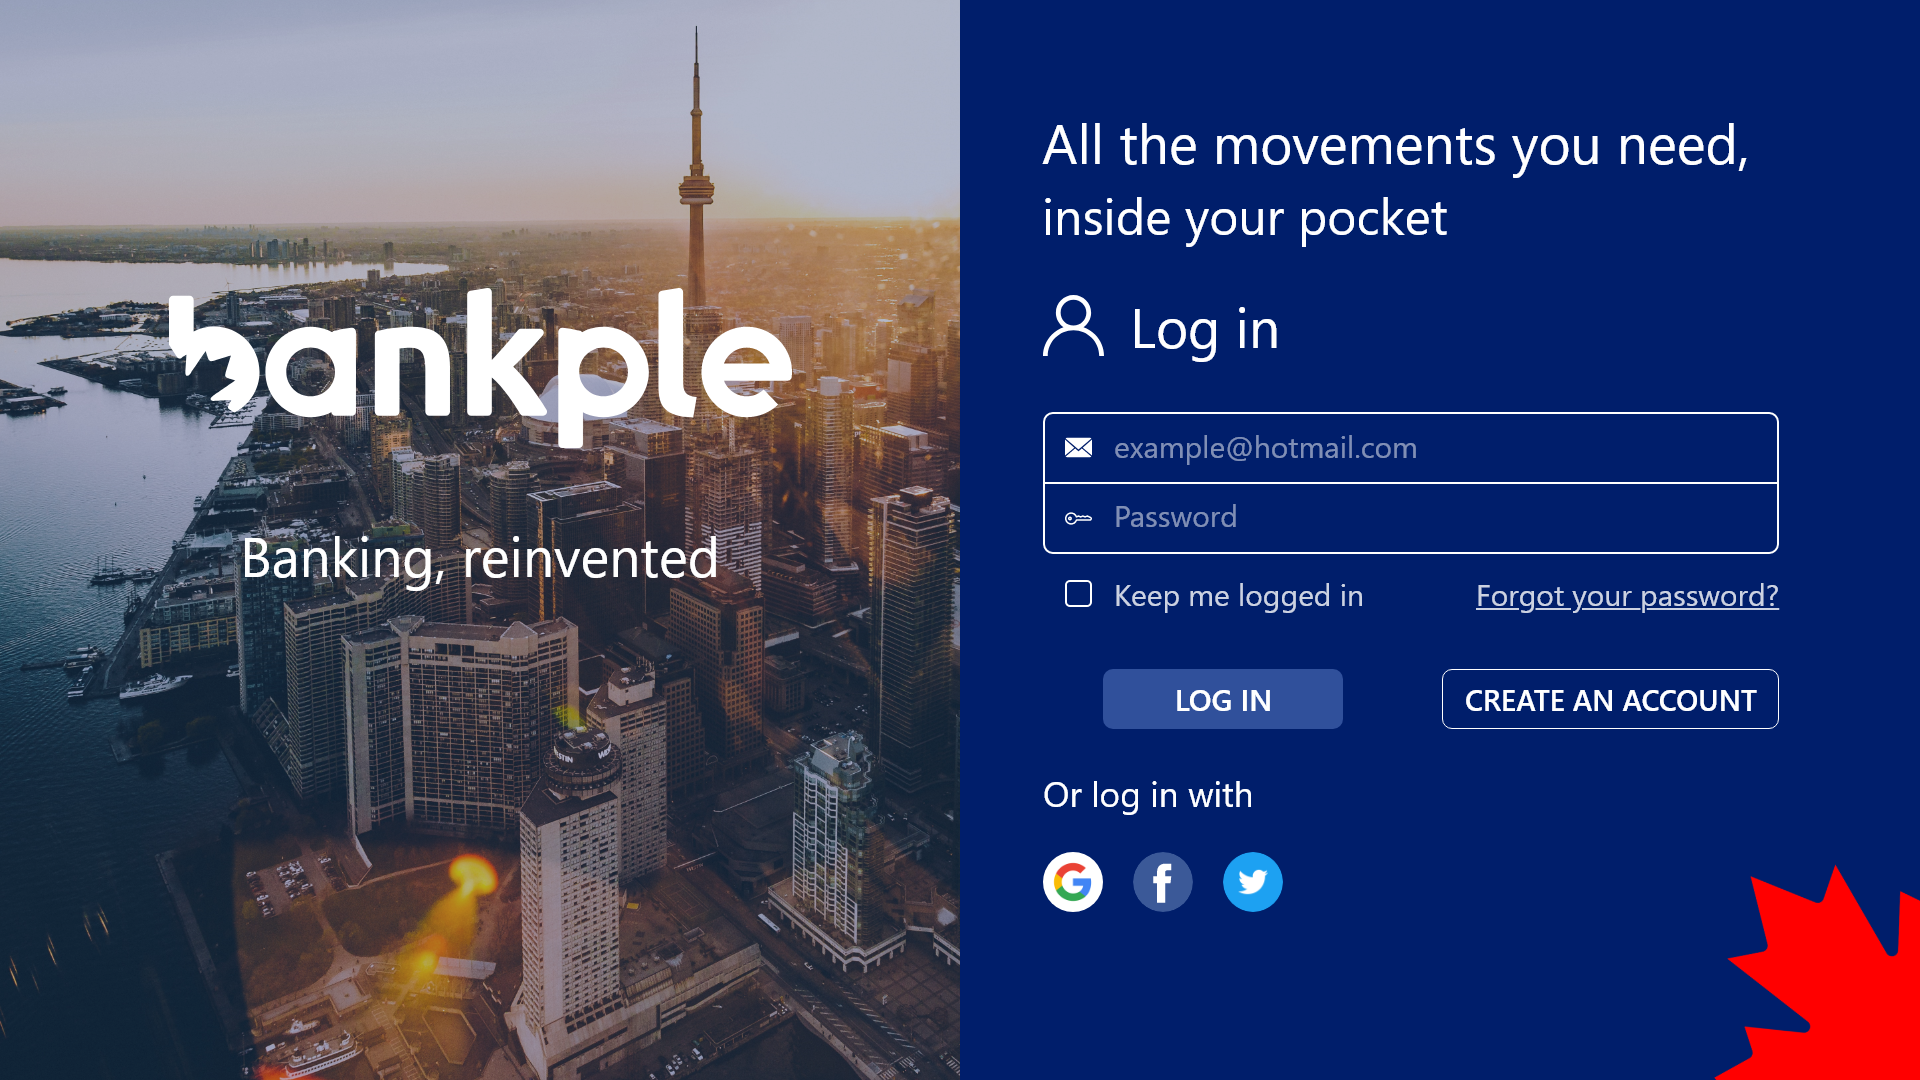 bankple
Banking, reinvented
All the movements you need,
inside your pocket
Log in
example@hotmail.com
Password
Keep me logged in
Forgot your password?
LOG IN
CREATE AN ACCOUNT
Or log in with